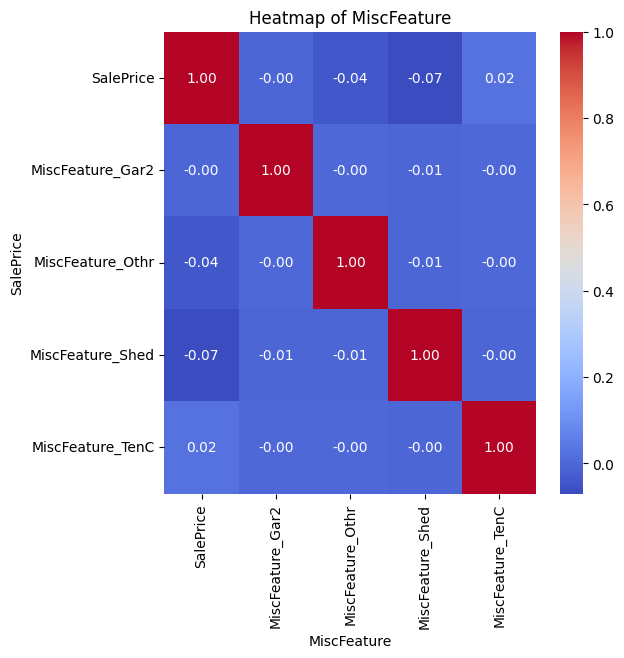 Heatmap of MiscFeature
SalePrice 1.00 -0.00 -0.04 -0.07 0.02
MiscFeature_Gar2 -0.00 1.00 -0.00 -0.01 -0.00
MiscFeature_Othr -0.04 -0.00 1.00 -0.01 -0.00
MiscFeature_Shed -0.07 -0.01 -0.01 1.00 -0.00
MiscFeature_TenC 0.02 -0.00 -0.00 -0.00 1.00
SalePrice
SalePrice
MiscFeature_Gar2
MiscFeature_Othr
MiscFeature_Shed
MiscFeature_TenC
MiscFeature
1.0
0.8
0.6
0.4
0.2
0.0